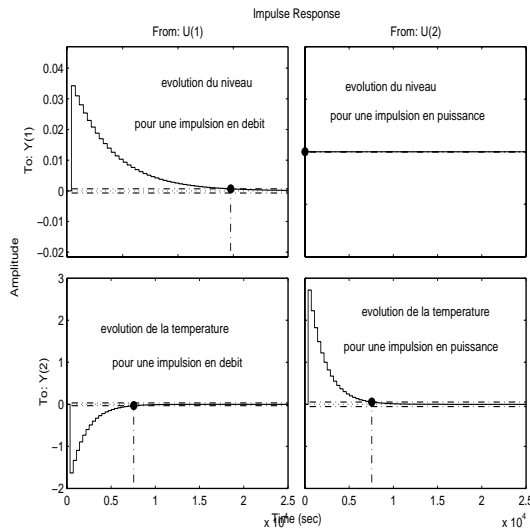 Impulse Response
From: U(1)
From: U(2)
0.04
0.03
0.02
0.01
0
-0.01
-0.02
To: Y(1)
evolution du niveau
pour une impulsion en debit
evolution du niveau
pour une impulsion en puissance
Amplitude
3
2
1
0
-1
-2
To: Y(2)
evolution de la temperature
pour une impulsion en debit
evolution de la temperature
pour une impulsion en puissance
0 0.5 1 1.5 2 2.5
x 10^4
0 0.5 1 1.5 2 2.5
x 10^4
Time (sec)